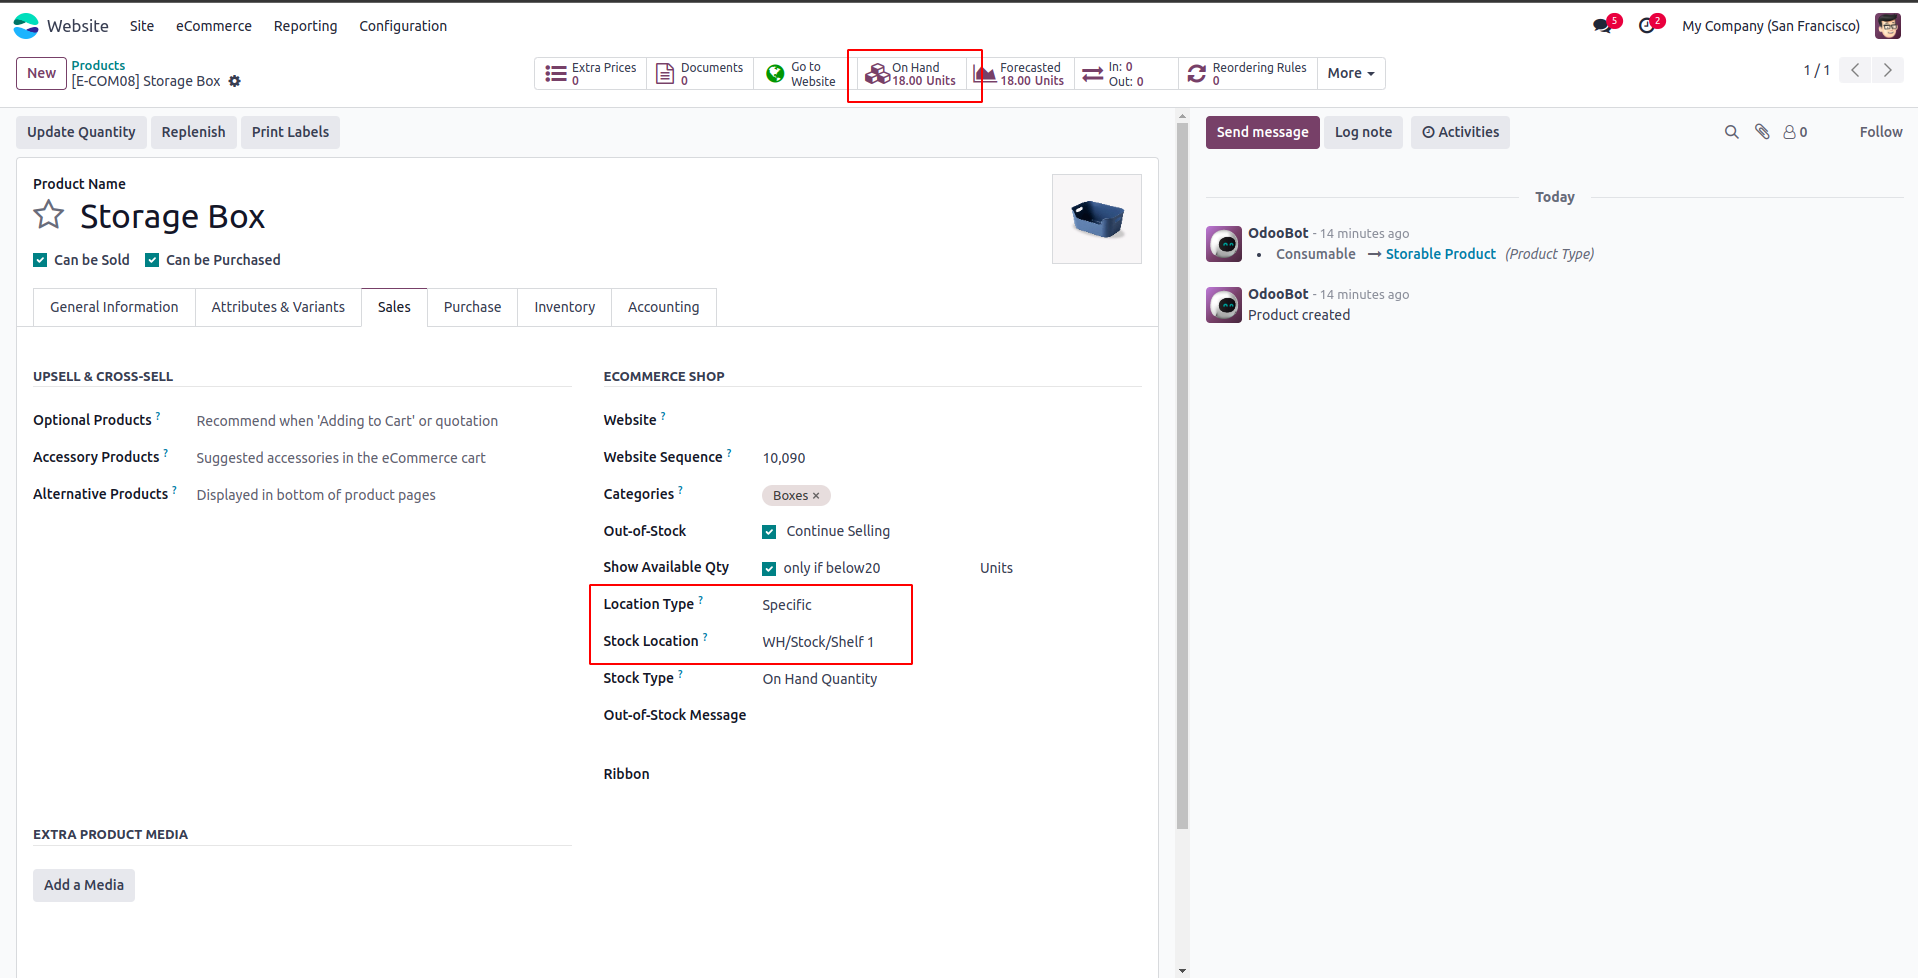 Website Site eCommerce Reporting Configuration 5 2 My Company (San Francisco)
New Products
[E-COM08] Storage Box
Extra Prices 0
Documents 0
Go to Website
On Hand 18.00 Units
Forecasted 18.00 Units
In: 0
Out: 0
Reordering Rules 0
More
1 / 1
Update Quantity Replenish Print Labels
Product Name
Storage Box
Can be Sold Can be Purchased
General Information Attributes & Variants Sales Purchase Inventory Accounting
UPSELL & CROSS-SELL
Optional Products ? Recommend when 'Adding to Cart' or quotation
Accessory Products ? Suggested accessories in the eCommerce cart
Alternative Products ? Displayed in bottom of product pages
ECOMMERCE SHOP
Website ?
Website Sequence ? 10,090
Categories ? Boxes ×
Out-of-Stock Continue Selling
Show Available Qty only if below20 Units
Location Type ? Specific
Stock Location ? WH/Stock/Shelf 1
Stock Type ? On Hand Quantity
Out-of-Stock Message
Ribbon
EXTRA PRODUCT MEDIA
Add a Media
Send message Log note Activities 0 Follow
Today
OdooBot - 14 minutes ago
• Consumable → Storable Product (Product Type)
OdooBot - 14 minutes ago
Product created